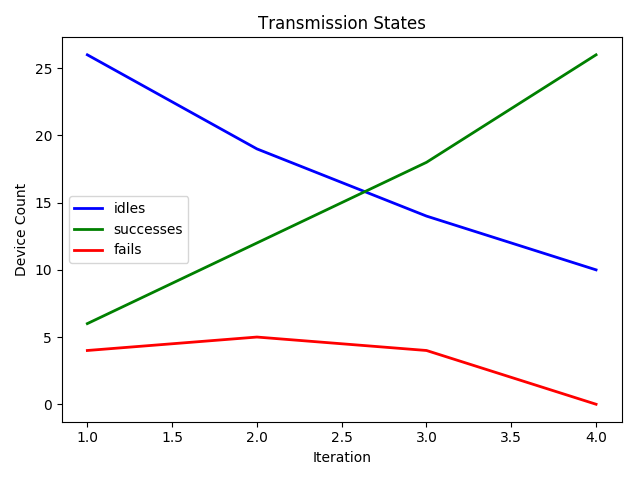 Transmission States
25
20
15
10
5
0
Device Count
idles
successes
fails
1.0 1.5 2.0 2.5 3.0 3.5 4.0
Iteration